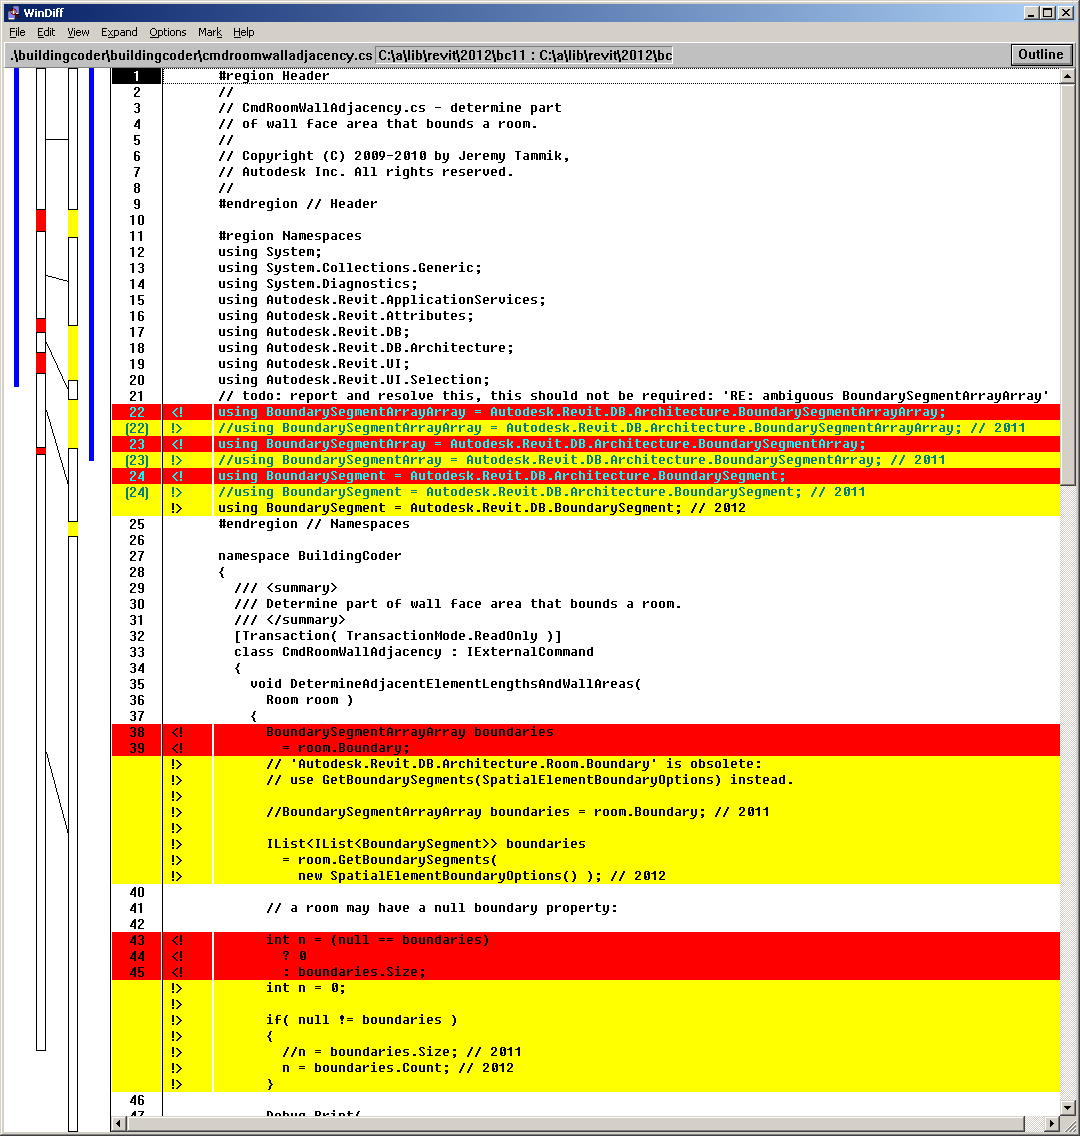 WinDiff
File Edit View Expand Options Mark Help
.\buildingcoder\buildingcoder\cmdroomwalladjacency.cs C:\a\lib\revit\2012\bc11 : C:\a\lib\revit\2012\bc Outline
1 #region Header
2 //
3 // CmdRoomWallAdjacency.cs - determine part
4 // of wall face area that bounds a room.
5 //
6 // Copyright (C) 2009-2010 by Jeremy Tammik,
7 // Autodesk Inc. All rights reserved.
8 //
9 #endregion // Header
10
11 #region Namespaces
12 using System;
13 using System.Collections.Generic;
14 using System.Diagnostics;
15 using Autodesk.Revit.ApplicationServices;
16 using Autodesk.Revit.Attributes;
17 using Autodesk.Revit.DB;
18 using Autodesk.Revit.DB.Architecture;
19 using Autodesk.Revit.UI;
20 using Autodesk.Revit.UI.Selection;
21 // todo: report and resolve this, this should not be required: 'RE: ambiguous BoundarySegmentArrayArray'
22 <! using BoundarySegmentArrayArray = Autodesk.Revit.DB.Architecture.BoundarySegmentArrayArray;
(22) !> //using BoundarySegmentArrayArray = Autodesk.Revit.DB.Architecture.BoundarySegmentArrayArray; // 2011
23 <! using BoundarySegmentArray = Autodesk.Revit.DB.Architecture.BoundarySegmentArray;
(23) !> //using BoundarySegmentArray = Autodesk.Revit.DB.Architecture.BoundarySegmentArray; // 2011
24 <! using BoundarySegment = Autodesk.Revit.DB.Architecture.BoundarySegment;
(24) !> //using BoundarySegment = Autodesk.Revit.DB.Architecture.BoundarySegment; // 2011
!> using BoundarySegment = Autodesk.Revit.DB.BoundarySegment; // 2012
25 #endregion // Namespaces
26
27 namespace BuildingCoder
28 {
29 /// <summary>
30 /// Determine part of wall face area that bounds a room.
31 /// </summary>
32 [Transaction( TransactionMode.ReadOnly )]
33 class CmdRoomWallAdjacency : IExternalCommand
34 {
35 void DetermineAdjacentElementLengthsAndWallAreas(
36 Room room )
37 {
38 <! BoundarySegmentArrayArray boundaries
39 <! = room.Boundary;
!> // 'Autodesk.Revit.DB.Architecture.Room.Boundary' is obsolete:
!> // use GetBoundarySegments(SpatialElementBoundaryOptions) instead.
!>
!> //BoundarySegmentArrayArray boundaries = room.Boundary; // 2011
!>
!> IList<IList<BoundarySegment>> boundaries
!> = room.GetBoundarySegments(
!> new SpatialElementBoundaryOptions() ); // 2012
40
41 // a room may have a null boundary property:
42
43 <! int n = (null == boundaries)
44 <! ? 0
45 <! : boundaries.Size;
!> int n = 0;
!>
!> if( null != boundaries )
!> {
!> //n = boundaries.Size; // 2011
!> n = boundaries.Count; // 2012
!> }
46
47 Debug.Print(